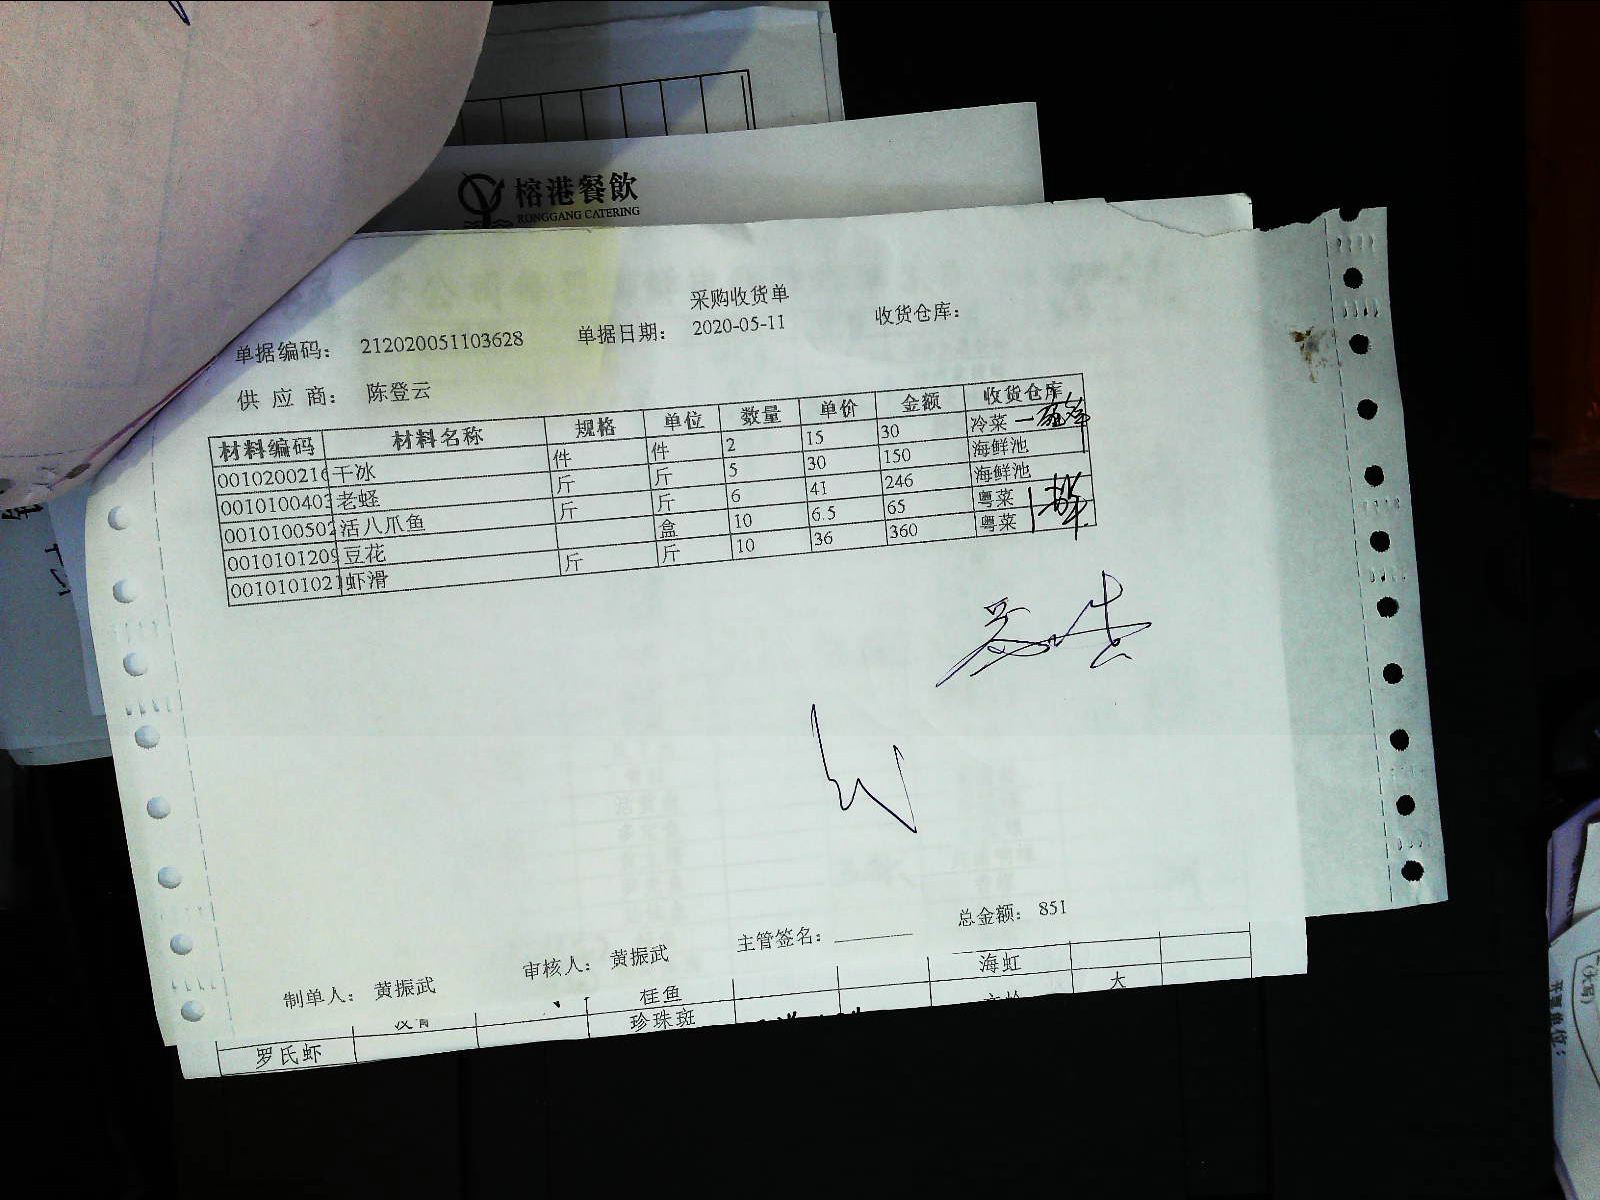 榕港餐飲
RONGGANG CATERING
采购收货单
单据编码： 212020051103628 单据日期： 2020-05-11 收货仓库：
供应商： 陈登云
材料编码 材料名称 规格 单位 数量 单价 金额 收货仓库
0010200216 干冰 件 件 2 15 30 冷菜
0010100403 老蛏 斤 斤 5 30 150 海鲜池
0010100502 活八爪鱼 斤 斤 6 41 246 海鲜池
0010101209 豆花 盒 10 6.5 65 粤菜
0010101021 虾滑 斤 斤 10 36 360 粤菜
总金额： 851
制单人： 黄振武 审核人： 黄振武 主管签名：
桂鱼 海虹
珍珠斑 大
罗氏虾
(大写)
开票单位：